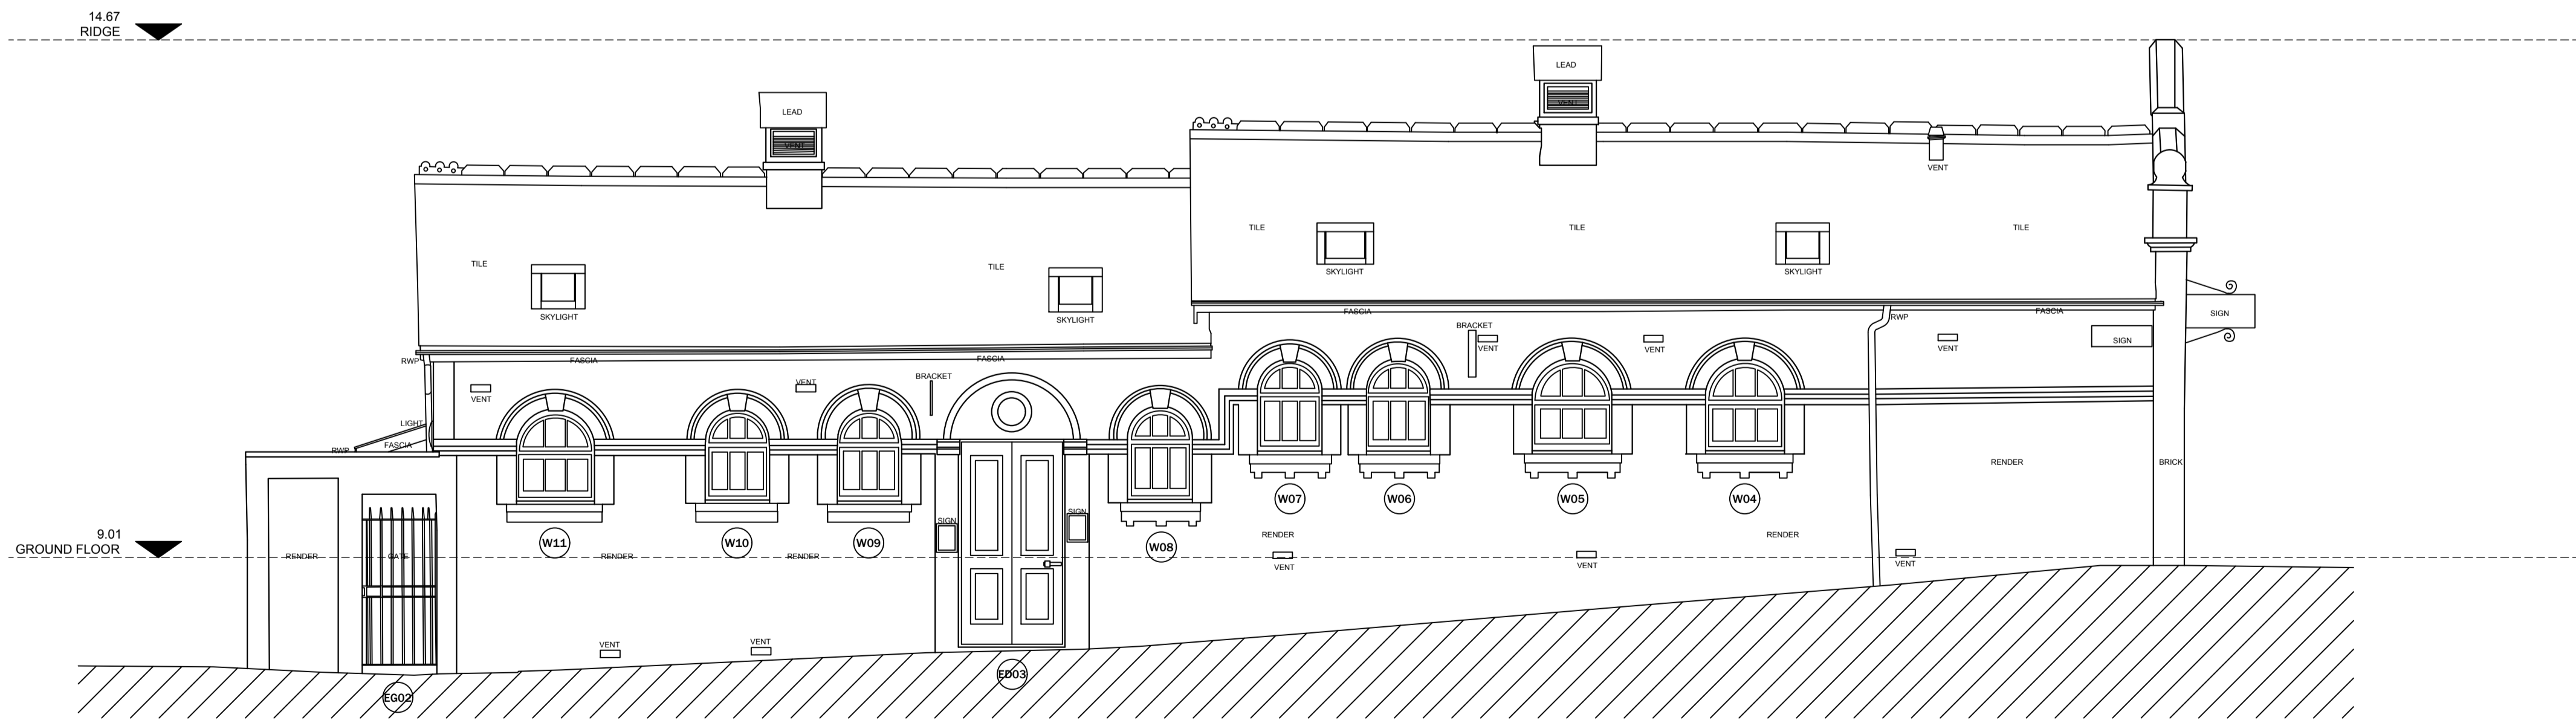 14.67
RIDGE
LEAD
LEAD
VENT
VENT
VENT
TILE
TILE
TILE
TILE
TILE
SKYLIGHT
SKYLIGHT
SKYLIGHT
SKYLIGHT
FASCIA
RWP
FASCIA
SIGN
BRACKET
SIGN
VENT
VENT
VENT
RWP
FASCIA
FASCIA
BRACKET
VENT
VENT
LIGHT
FASCIA
RWP
RENDER
BRICK
W07
W06
W05
W04
SIGN
SIGN
9.01
GROUND FLOOR
W11
W10
W09
W08
RENDER
RENDER
RENDER
GATE
RENDER
RENDER
VENT
VENT
VENT
VENT
VENT
ED03
EG02